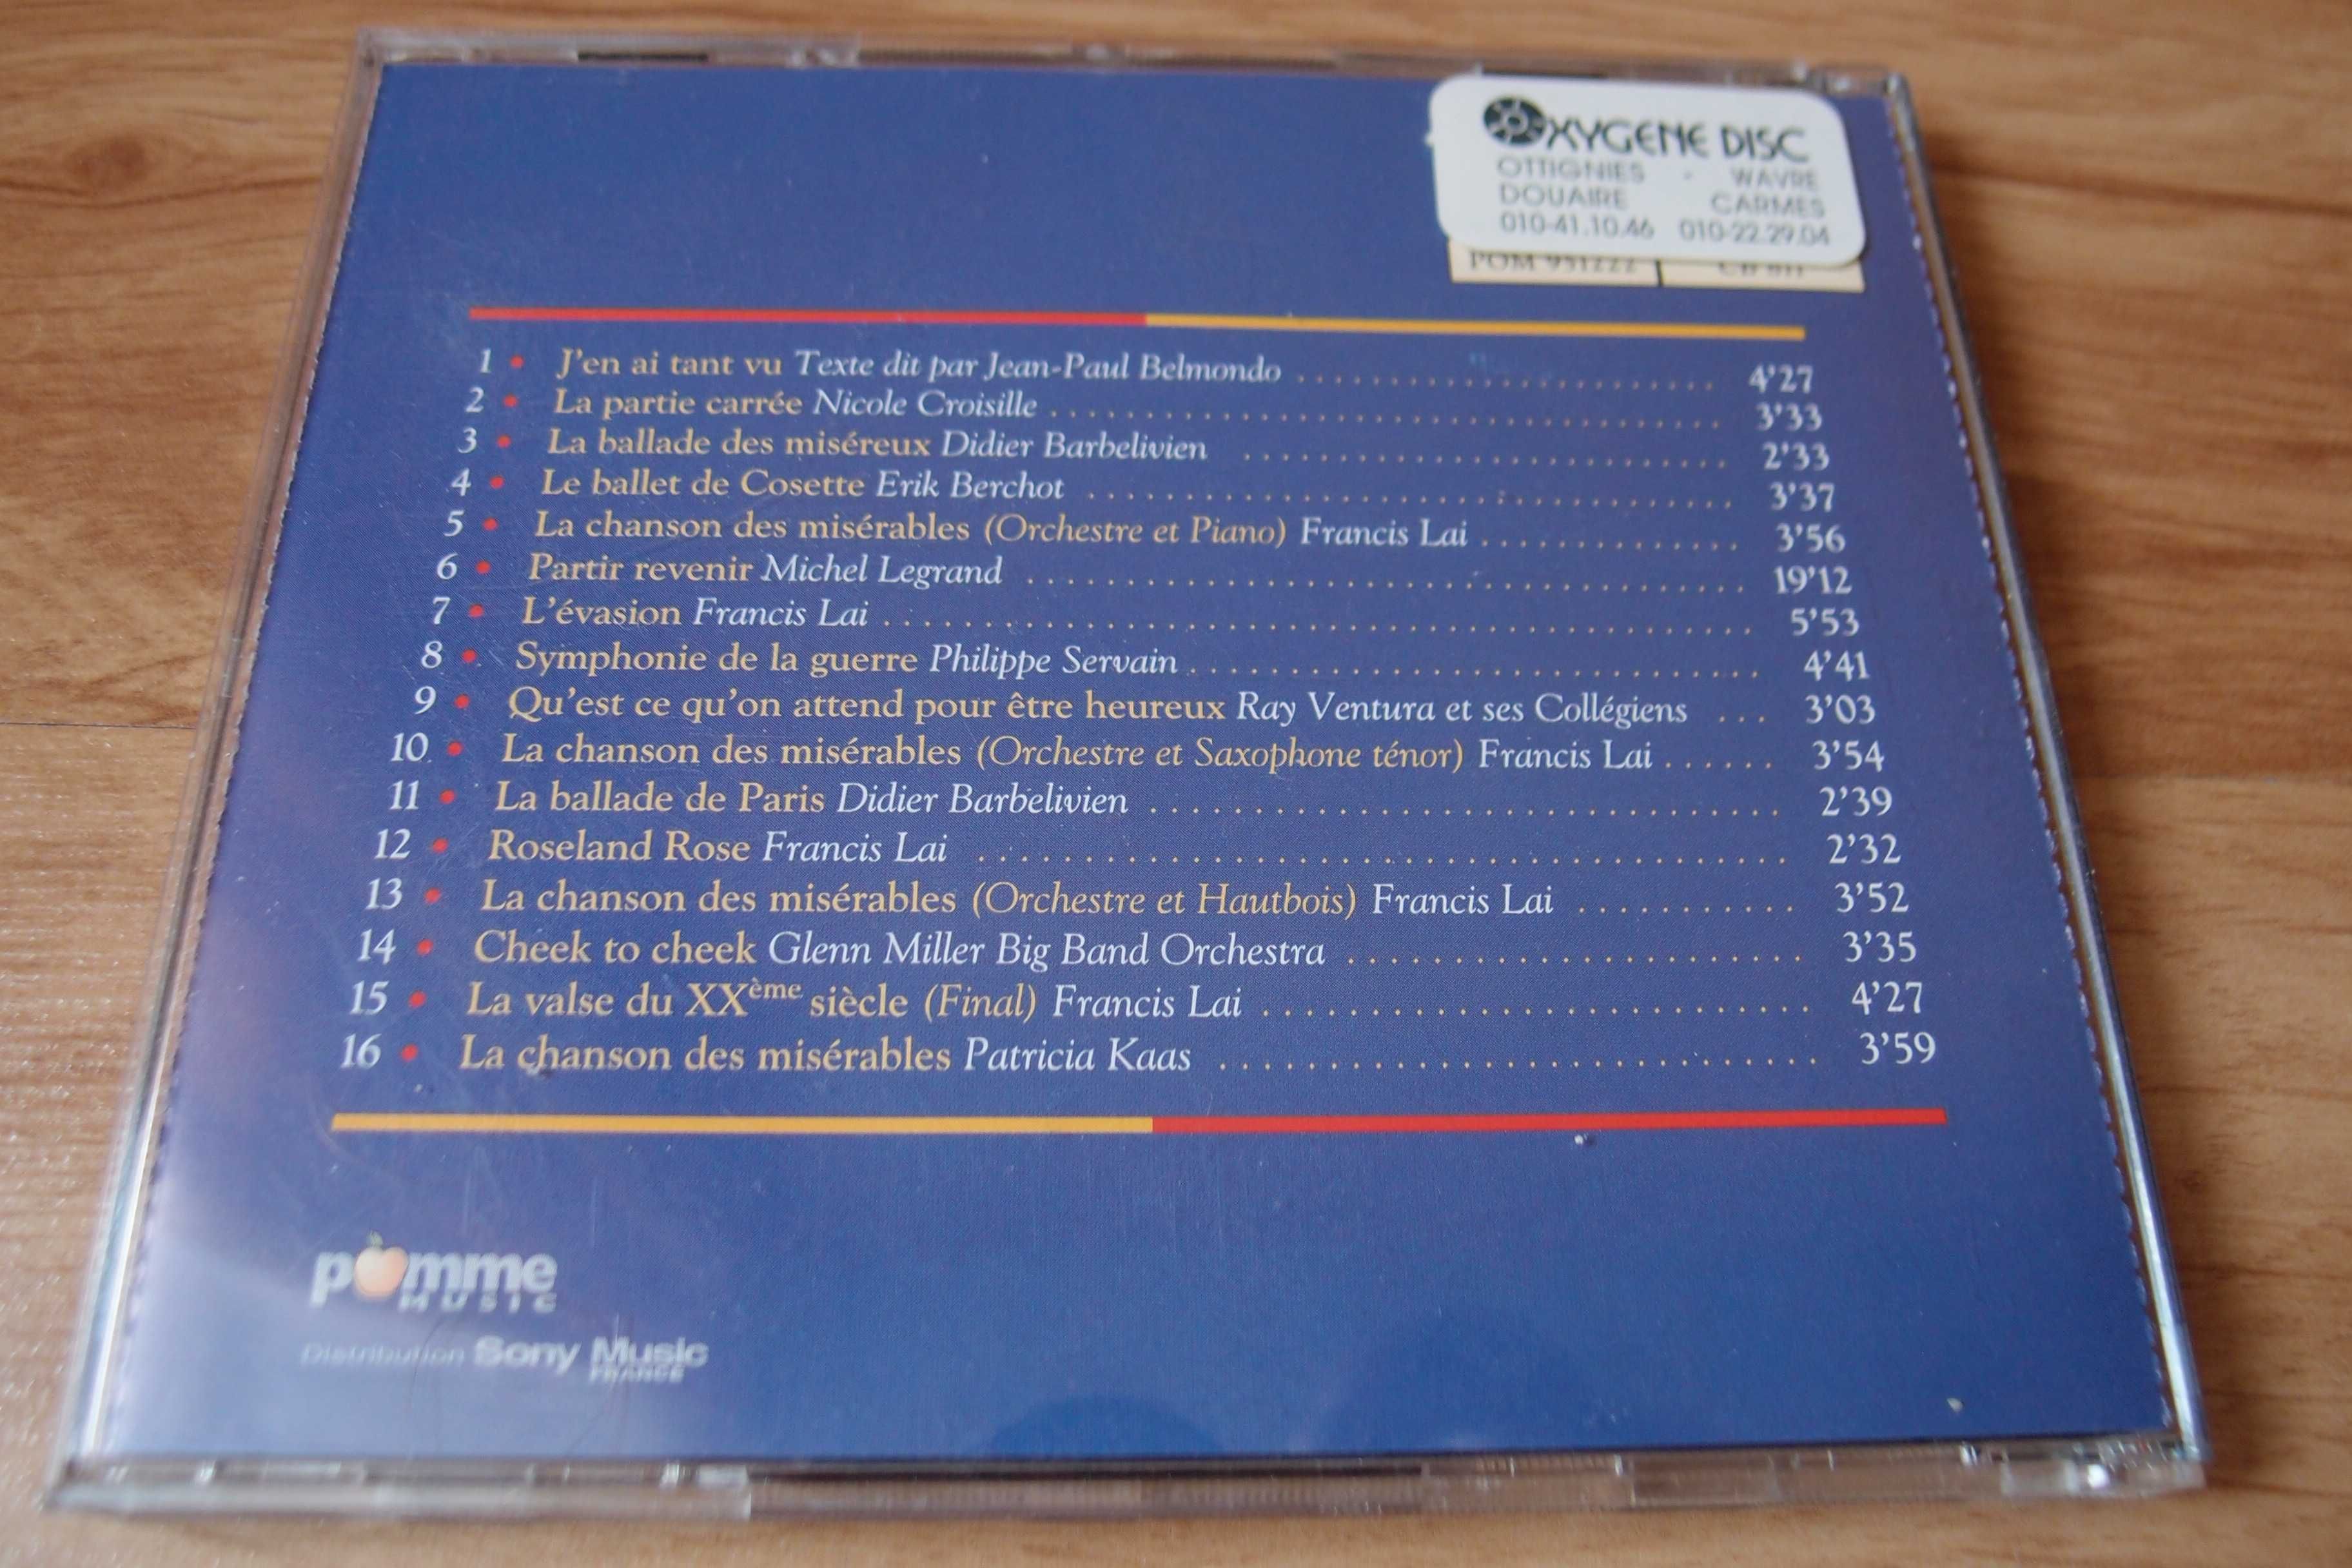 OXYGENE DISC
OTTIGNIES - WAVRE
DOUAIRE CARMES
010-41.10.46 010-22.29.04
POM 951222
1 • J'en ai tant vu Texte dit par Jean-Paul Belmondo 4'27
2 • La partie carrée Nicole Croisille 3'33
3 • La ballade des miséreux Didier Barbelivien 2'33
4 • Le ballet de Cosette Erik Berchot 3'37
5 • La chanson des misérables (Orchestre et Piano) Francis Lai 3'56
6 • Partir revenir Michel Legrand 19'12
7 • L'évasion Francis Lai 5'53
8 • Symphonie de la guerre Philippe Servain 4'41
9 • Qu'est ce qu'on attend pour être heureux Ray Ventura et ses Collégiens 3'03
10 • La chanson des misérables (Orchestre et Saxophone ténor) Francis Lai 3'54
11 • La ballade de Paris Didier Barbelivien 2'39
12 • Roseland Rose Francis Lai 2'32
13 • La chanson des misérables (Orchestre et Hautbois) Francis Lai 3'52
14 • Cheek to cheek Glenn Miller Big Band Orchestra 3'35
15 • La valse du XXème siècle (Final) Francis Lai 4'27
16 • La chanson des misérables Patricia Kaas 3'59
pomme
MUSIC
Distribution Sony Music
FRANCE